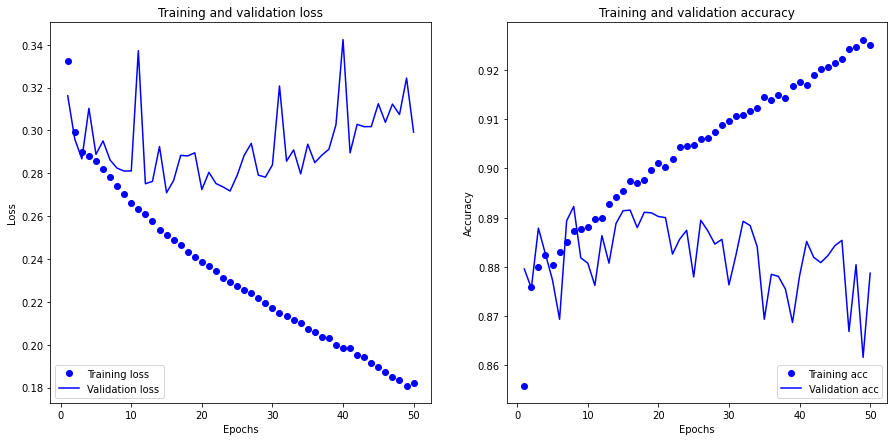 Training and validation loss
0.34
0.32
0.30
0.28
0.26
0.24
0.22
0.20
0.18
Loss
Training loss
Validation loss
0 10 20 30 40 50
Epochs
Training and validation accuracy
0.92
0.91
0.90
0.89
0.88
0.87
0.86
Accuracy
Training acc
Validation acc
0 10 20 30 40 50
Epochs